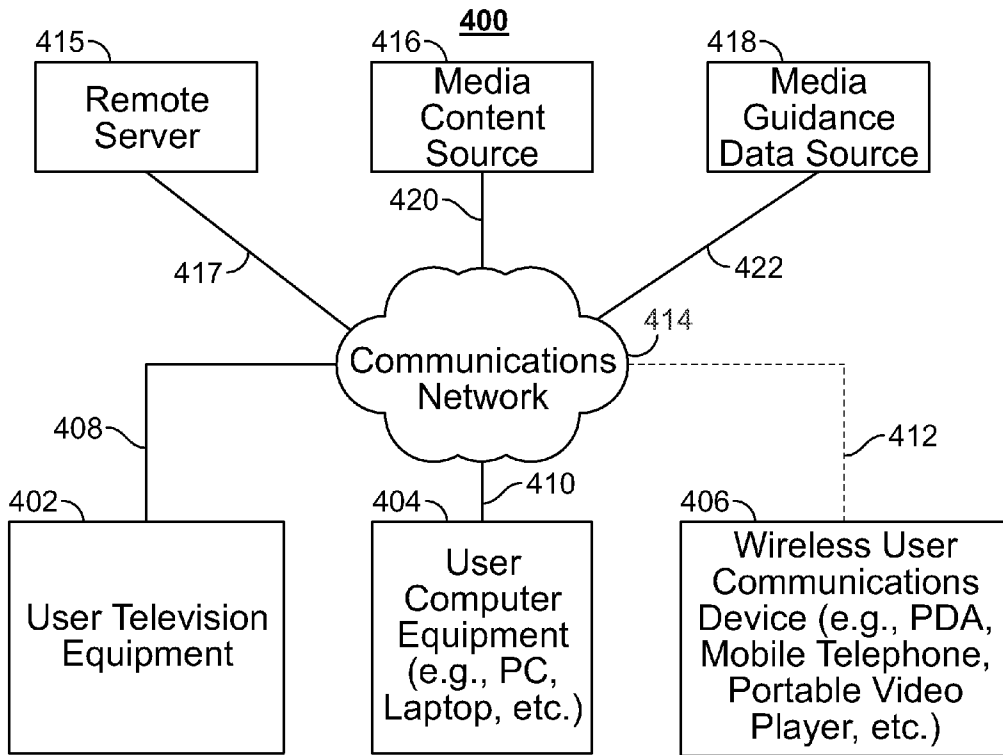 400
415
416
418
Remote
Server
Media
Content
Source
Media
Guidance
Data Source
420
417
422
414
Communications
Network
408
412
410
402
404
406
User Television
Equipment
User
Computer
Equipment
(e.g., PC,
Laptop, etc.)
Wireless User
Communications
Device (e.g., PDA,
Mobile Telephone,
Portable Video
Player, etc.)